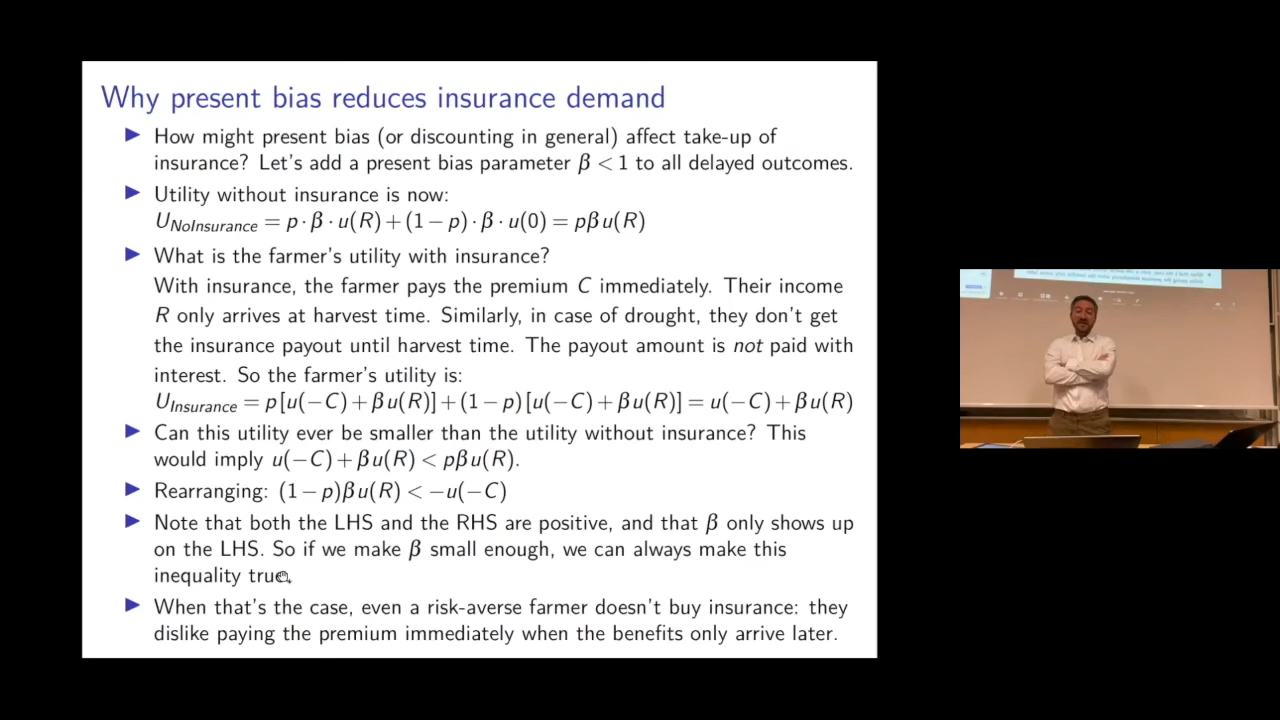 Why present bias reduces insurance demand
▶ How might present bias (or discounting in general) affect take-up of
insurance? Let's add a present bias parameter β < 1 to all delayed outcomes.
▶ Utility without insurance is now:
U_NoInsurance = p · β · u(R) + (1 − p) · β · u(0) = pβu(R)
▶ What is the farmer's utility with insurance?
With insurance, the farmer pays the premium C immediately. Their income
R only arrives at harvest time. Similarly, in case of drought, they don't get
the insurance payout until harvest time. The payout amount is not paid with
interest. So the farmer's utility is:
U_Insurance = p[u(−C) + βu(R)] + (1 − p)[u(−C) + βu(R)] = u(−C) + βu(R)
▶ Can this utility ever be smaller than the utility without insurance? This
would imply u(−C) + βu(R) < pβu(R).
▶ Rearranging: (1 − p)βu(R) < −u(−C)
▶ Note that both the LHS and the RHS are positive, and that β only shows up
on the LHS. So if we make β small enough, we can always make this
inequality true.
▶ When that's the case, even a risk-averse farmer doesn't buy insurance: they
dislike paying the premium immediately when the benefits only arrive later.